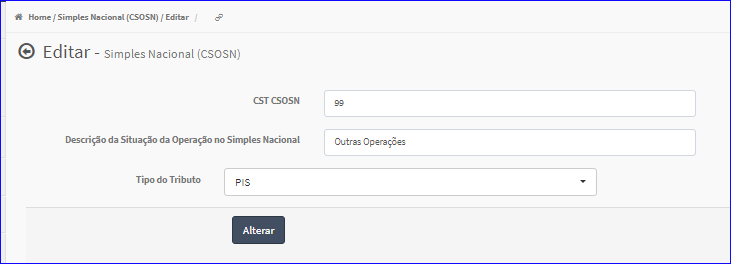 Home / Simples Nacional (CSOSN) / Editar /
Editar - Simples Nacional (CSOSN)
CST CSOSN 99
Descrição da Situação da Operação no Simples Nacional Outras Operações
Tipo do Tributo PIS
Alterar